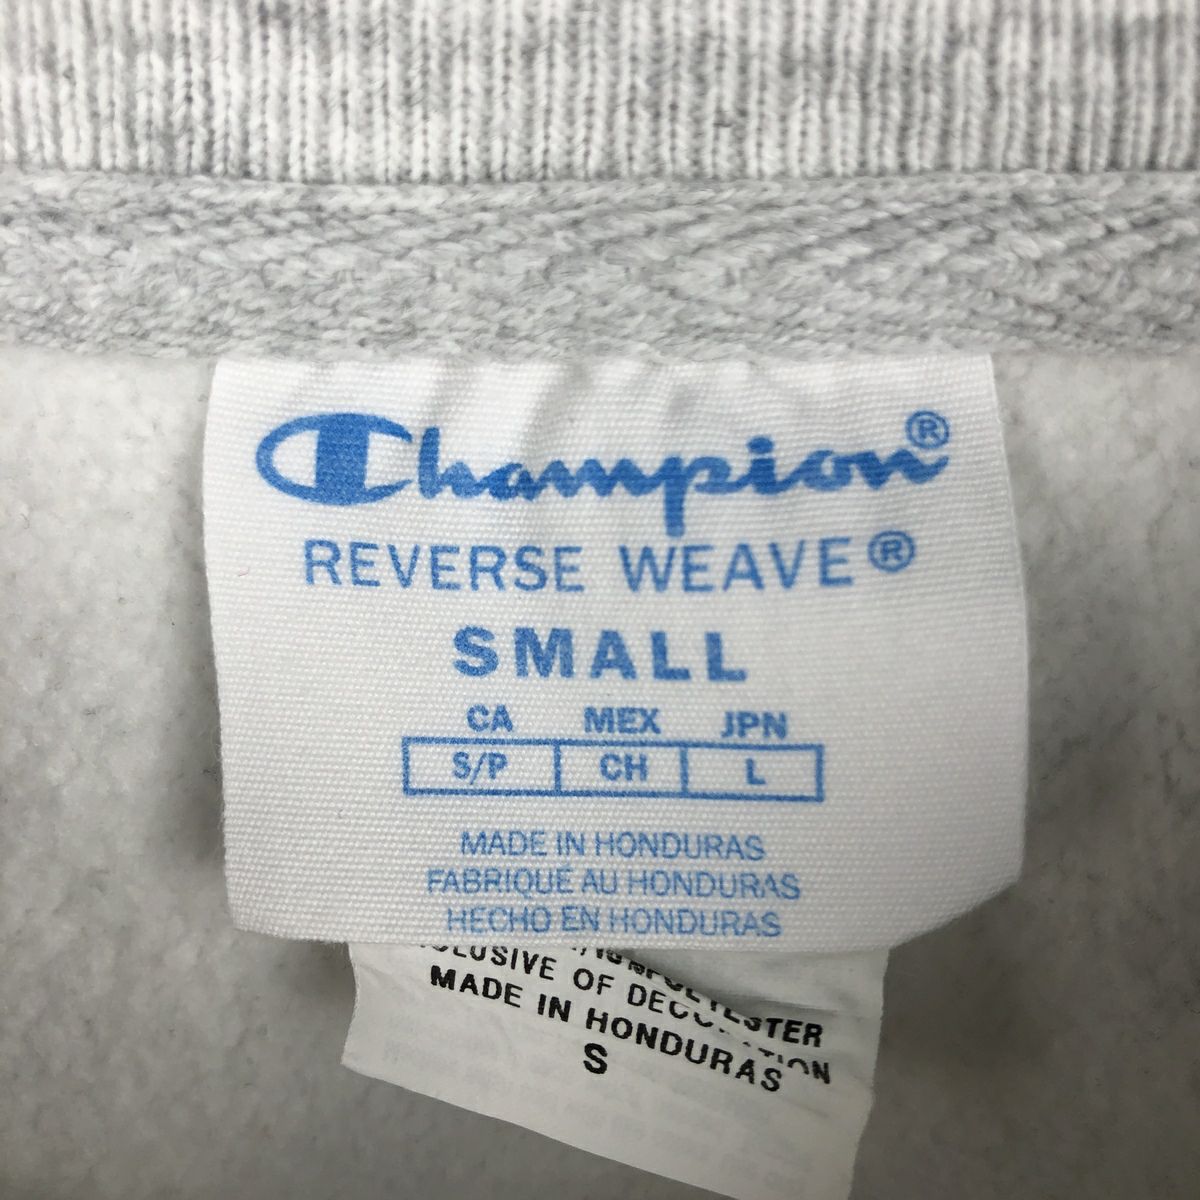 Champion®
REVERSE WEAVE®
SMALL
CA MEX JPN
S/P CH L
MADE IN HONDURAS
FABRIQUÉ AU HONDURAS
HECHO EN HONDURAS
POLYESTER
EXCLUSIVE OF DECORATION
MADE IN HONDURAS
S